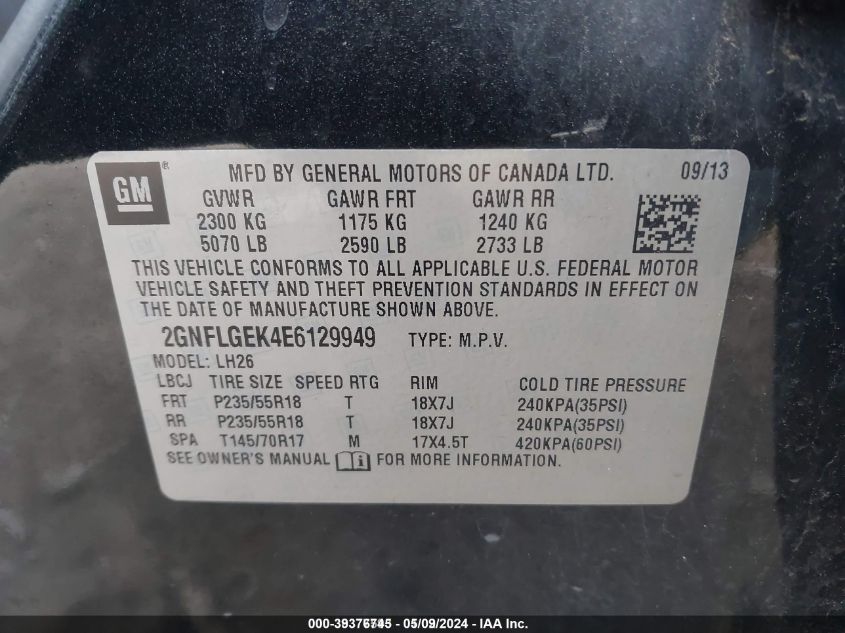 GM ® MFD BY GENERAL MOTORS OF CANADA LTD. 09/13
GVWR GAWR FRT GAWR RR
2300 KG 1175 KG 1240 KG
5070 LB 2590 LB 2733 LB
THIS VEHICLE CONFORMS TO ALL APPLICABLE U.S. FEDERAL MOTOR
VEHICLE SAFETY AND THEFT PREVENTION STANDARDS IN EFFECT ON
THE DATE OF MANUFACTURE SHOWN ABOVE.
2GNFLGEK4E6129949 TYPE: M.P.V.
MODEL: LH26
LBCJ TIRE SIZE SPEED RTG RIM COLD TIRE PRESSURE
FRT P235/55R18 T 18X7J 240KPA(35PSI)
RR P235/55R18 T 18X7J 240KPA(35PSI)
SPA T145/70R17 M 17X4.5T 420KPA(60PSI)
SEE OWNER'S MANUAL FOR MORE INFORMATION.
05/09/2024 - IAA Inc.